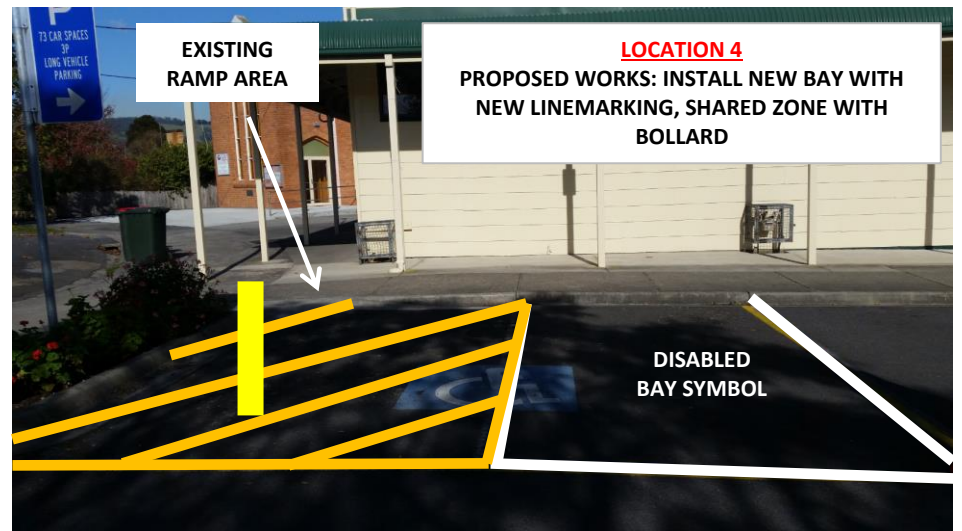 P
73 CAR SPACES
3P
LONG VEHICLE
PARKING
EXISTING
RAMP AREA
LOCATION 4
PROPOSED WORKS: INSTALL NEW BAY WITH
NEW LINEMARKING, SHARED ZONE WITH
BOLLARD
DISABLED
BAY SYMBOL